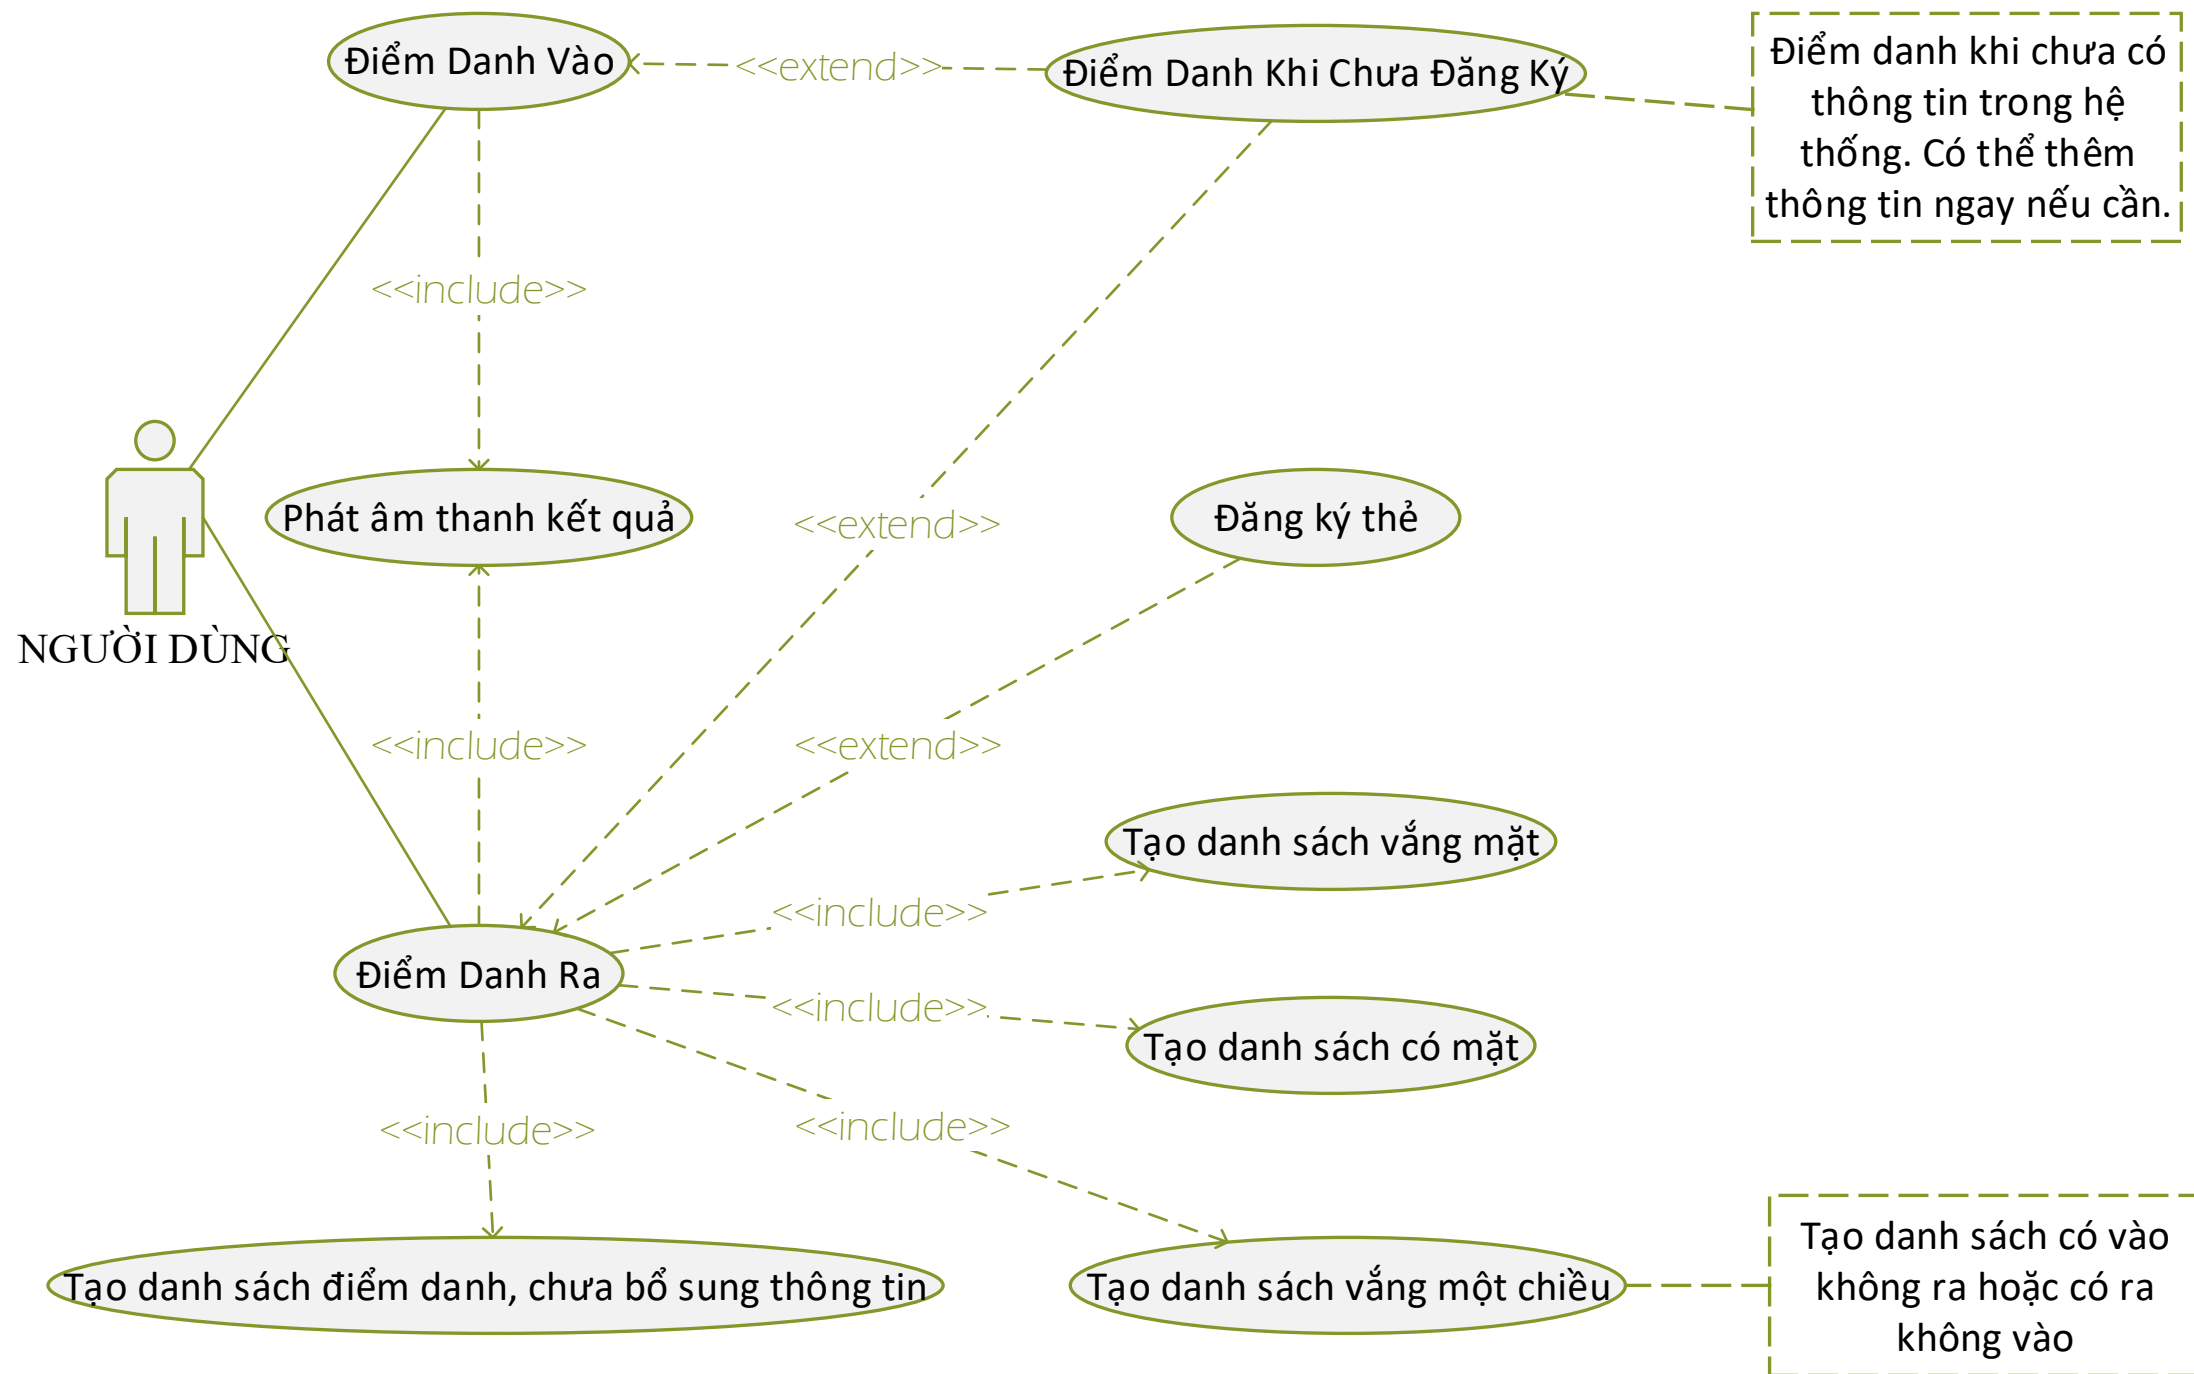 Điểm Danh Vào
<<extend>>
Điểm Danh Khi Chưa Đăng Ký
Điểm danh khi chưa có
thông tin trong hệ
thống. Có thể thêm
thông tin ngay nếu cần.
<<include>>
Phát âm thanh kết quả
<<extend>>
Đăng ký thẻ
NGƯỜI DÙNG
<<include>>
<<extend>>
Tạo danh sách vắng mặt
<<include>>
Điểm Danh Ra
<<include>>
Tạo danh sách có mặt
<<include>>
<<include>>
Tạo danh sách điểm danh, chưa bổ sung thông tin
Tạo danh sách vắng một chiều
Tạo danh sách có vào
không ra hoặc có ra
không vào